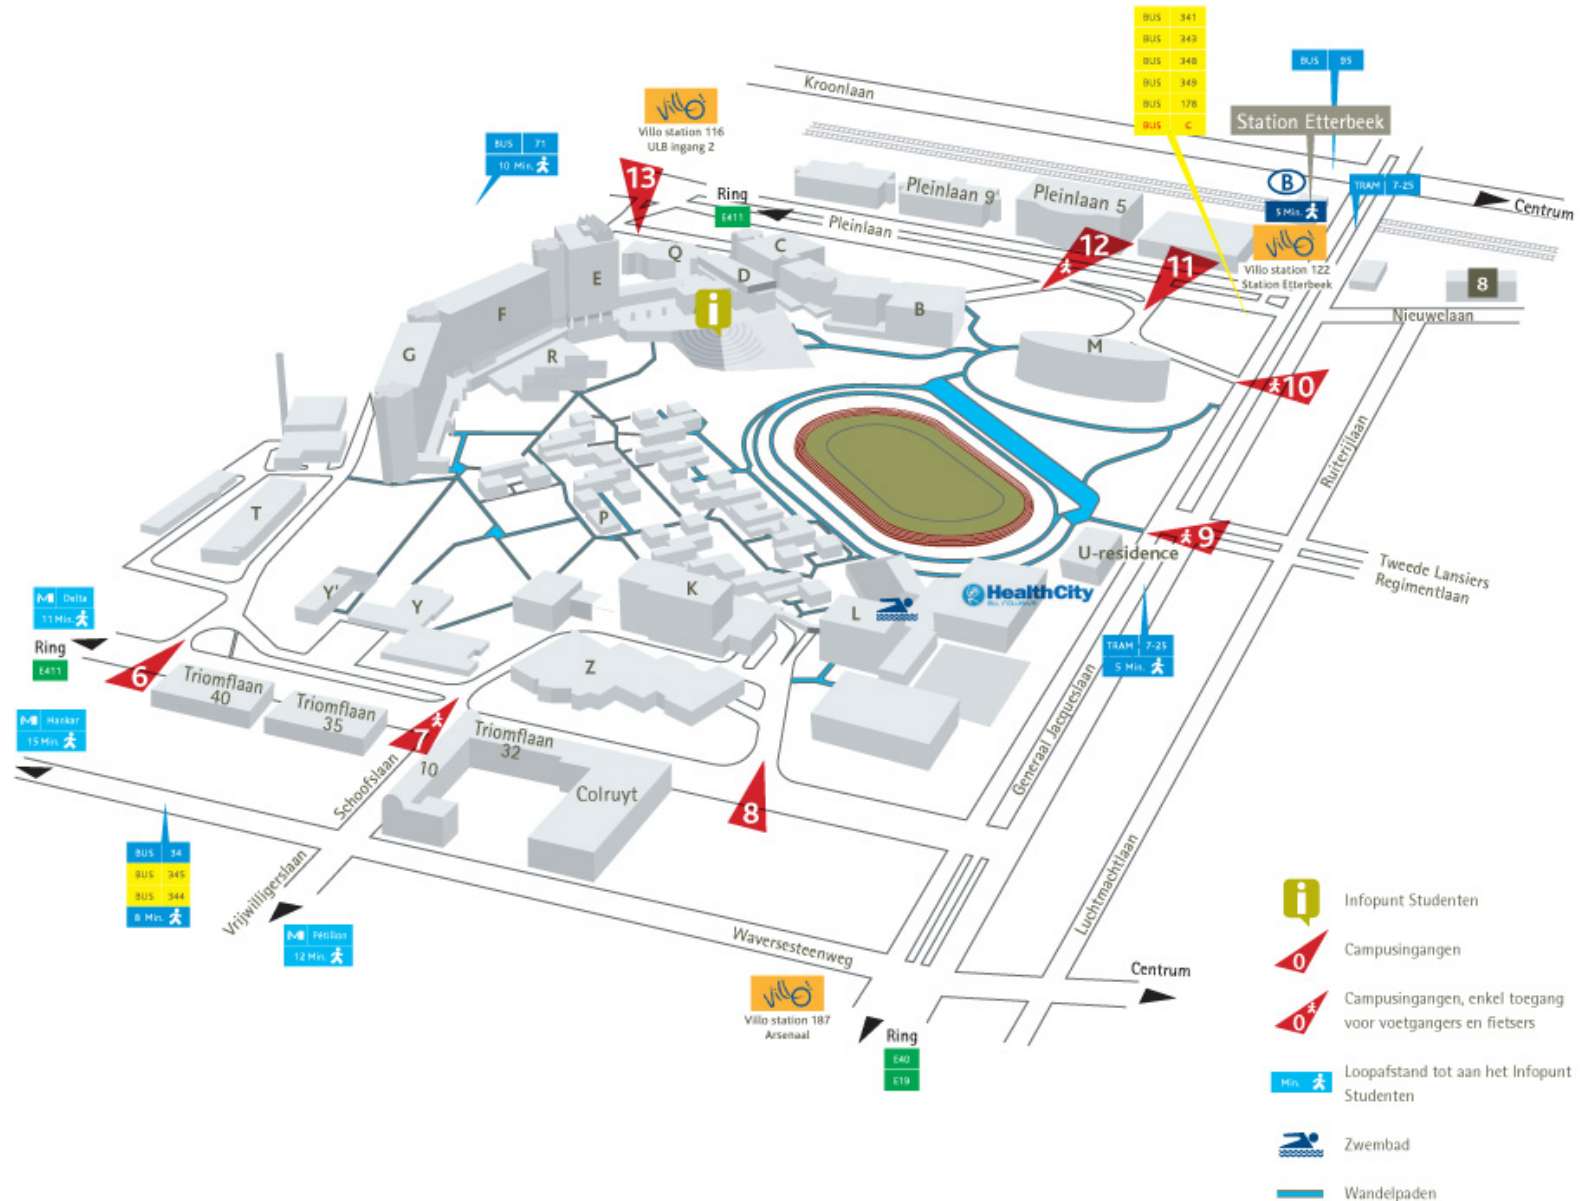 BUS 341
BUS 343
BUS 348
BUS 349
BUS 178
BUS C
BUS 95
Kroonlaan
Station Etterbeek
Villo!
Villo station 116
ULB ingang 2
BUS 71
10 Min.
13
Ring
E411
Pleinlaan
Pleinlaan 9
Pleinlaan 5
B
5 Min.
TRAM 7-25
Centrum
Villo!
Villo station 122
Station Etterbeek
12
11
8
Nieuwelaan
Q
C
D
E
F
B
G
R
M
i
10
Ruiterijlaan
T
P
9
U-residence
Tweede Lansiers
Regimentlaan
HealthCity
Y'
Y
K
L
Z
M Delta
11 Min.
Ring
E411
6
Triomflaan
40
Triomflaan
35
7
Triomflaan
32
10
Colruyt
8
TRAM 7-25
5 Min.
Generaal Jacqueslaan
M Hankar
15 Min.
Schoofslaan
BUS 34
BUS 345
BUS 344
8 Min.
Vrijwilligerslaan
M Pétillon
12 Min.
Waversesteenweg
Luchtmachtlaan
Villo!
Villo station 187
Arsenaal
Centrum
Ring
E40
E19
i Infopunt Studenten
0 Campusingangen
0 Campusingangen, enkel toegang
voor voetgangers en fietsers
Min. Loopafstand tot aan het Infopunt
Studenten
Zwembad
Wandelpaden